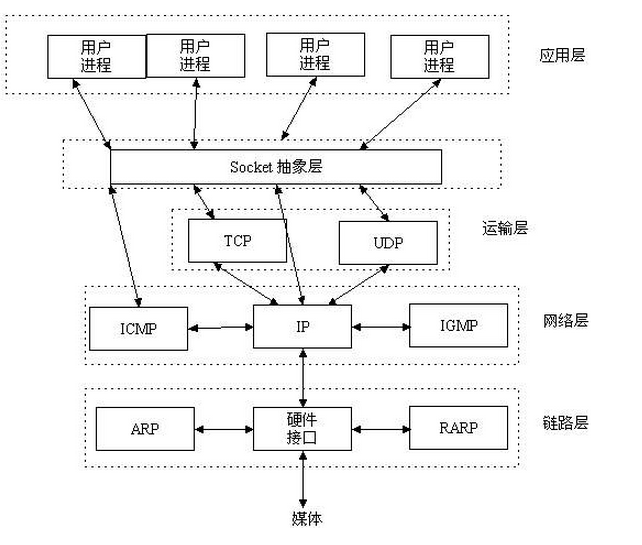 用户
进程
用户
进程
用户
进程
用户
进程
应用层
Socket 抽象层
运输层
TCP
UDP
网络层
ICMP
IP
IGMP
链路层
ARP
硬件
接口
RARP
媒体